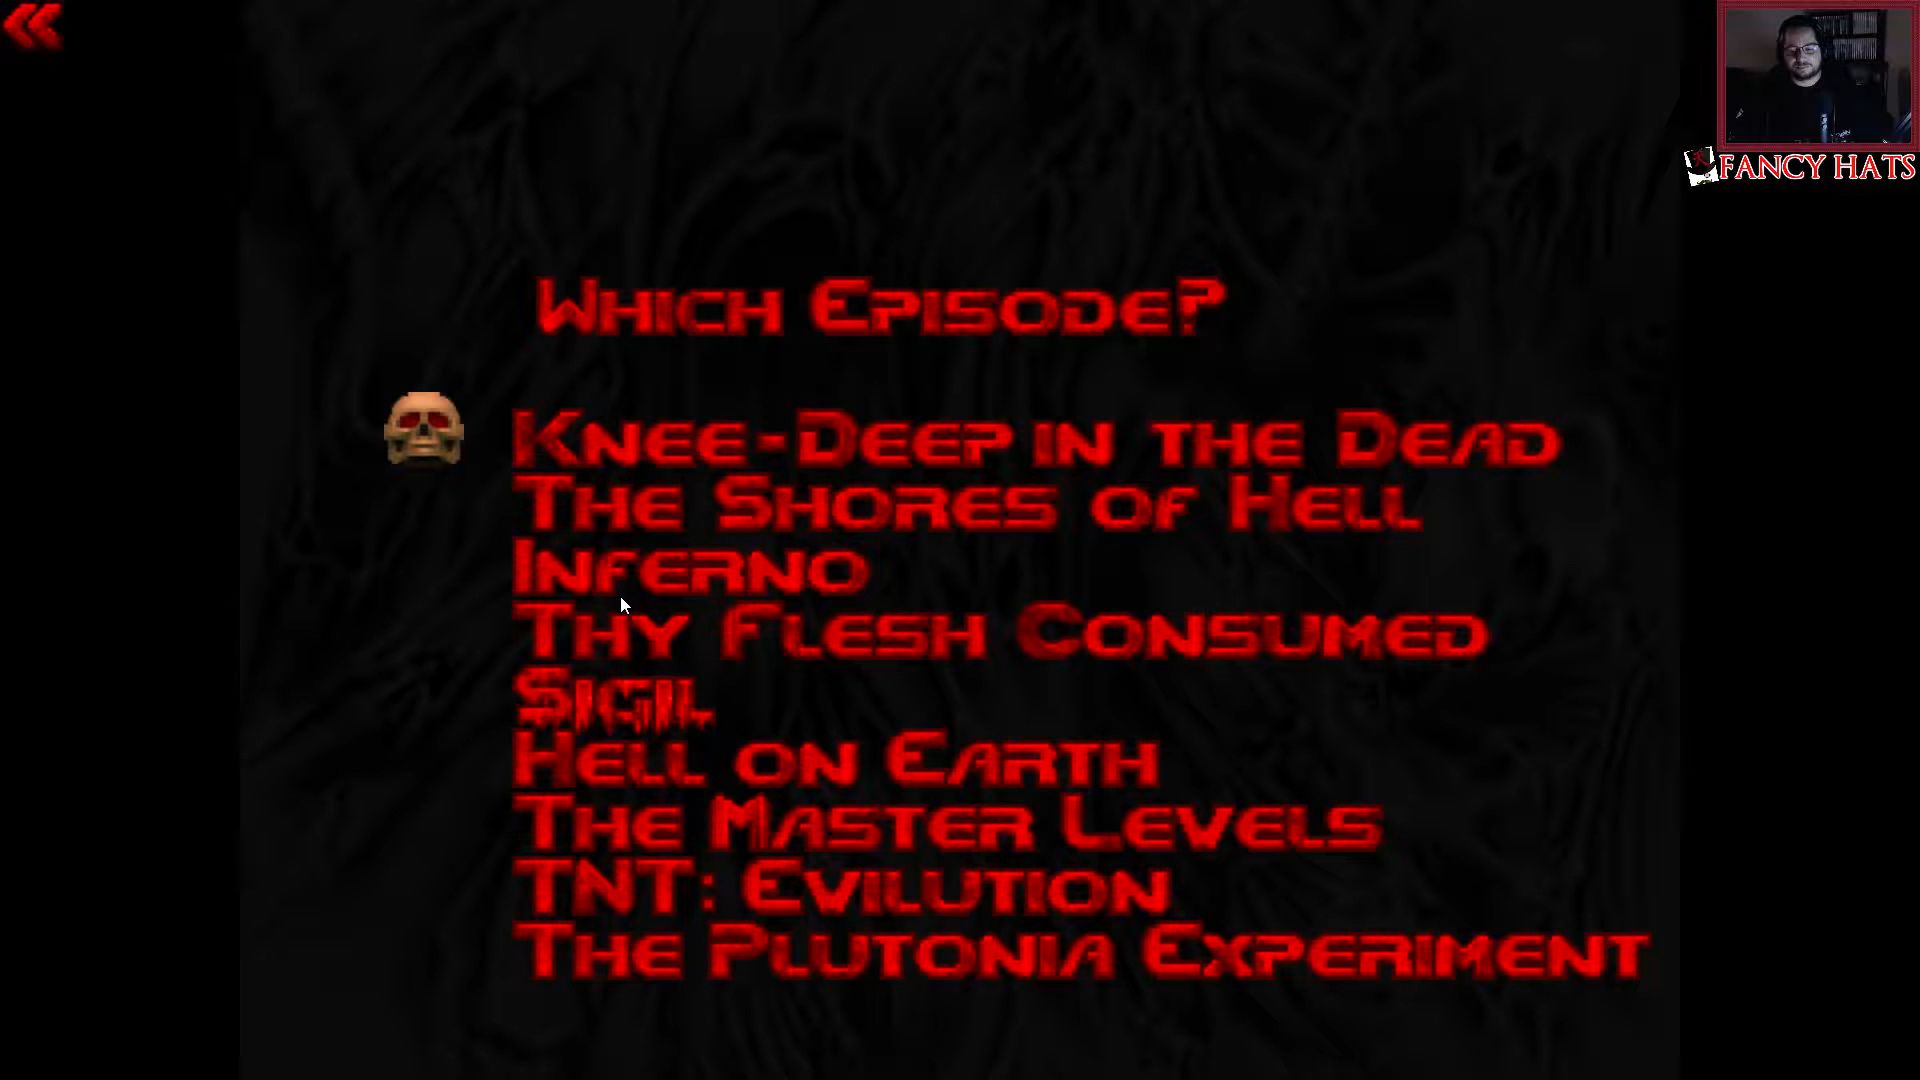 Which Episode?
Knee-Deep in the Dead
The Shores of Hell
Inferno
Thy Flesh Consumed
Sigil
Hell on Earth
The Master Levels
TNT: Evilution
The Plutonia Experiment
FANCY HATS